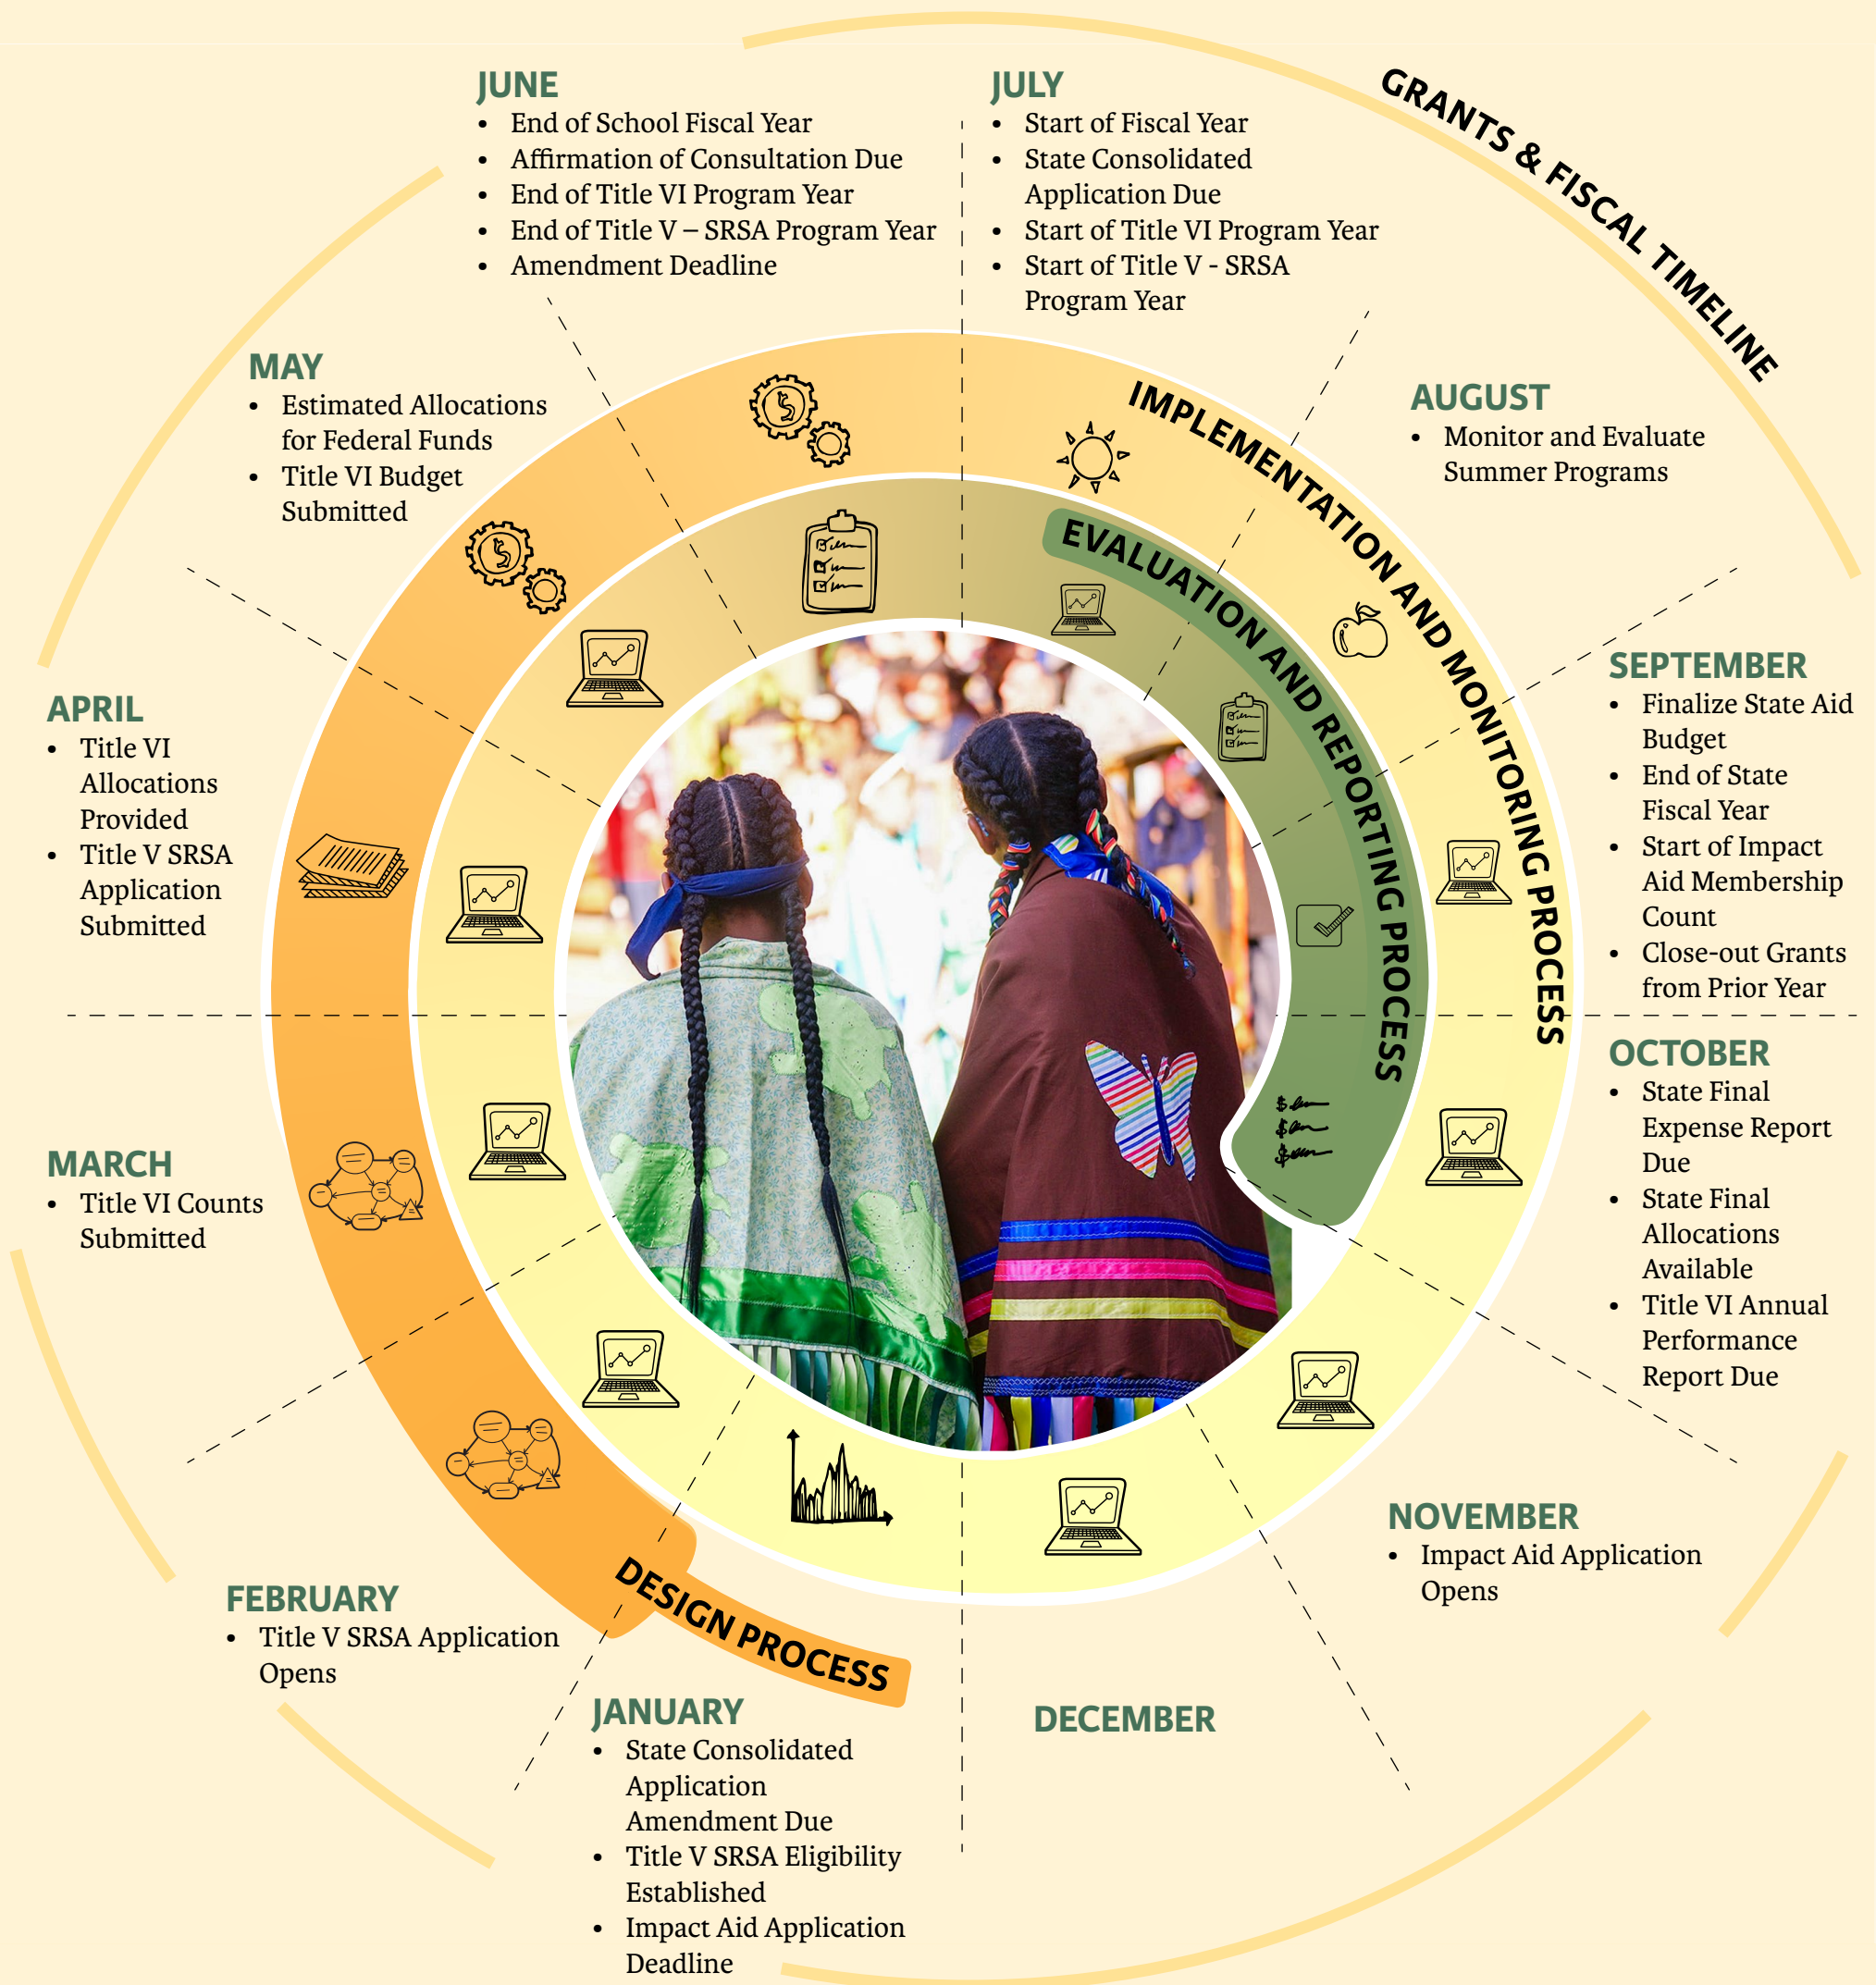 GRANTS & FISCAL TIMELINE
IMPLEMENTATION AND MONITORING PROCESS
EVALUATION AND REPORTING PROCESS
DESIGN PROCESS
JUNE
• End of School Fiscal Year
• Affirmation of Consultation Due
• End of Title VI Program Year
• End of Title V – SRSA Program Year
• Amendment Deadline
JULY
• Start of Fiscal Year
• State Consolidated
Application Due
• Start of Title VI Program Year
• Start of Title V - SRSA
Program Year
AUGUST
• Monitor and Evaluate
Summer Programs
SEPTEMBER
• Finalize State Aid
Budget
• End of State
Fiscal Year
• Start of Impact
Aid Membership
Count
• Close-out Grants
from Prior Year
OCTOBER
• State Final
Expense Report
Due
• State Final
Allocations
Available
• Title VI Annual
Performance
Report Due
NOVEMBER
• Impact Aid Application
Opens
DECEMBER
JANUARY
• State Consolidated
Application
Amendment Due
• Title V SRSA Eligibility
Established
• Impact Aid Application
Deadline
FEBRUARY
• Title V SRSA Application
Opens
MARCH
• Title VI Counts
Submitted
APRIL
• Title VI
Allocations
Provided
• Title V SRSA
Application
Submitted
MAY
• Estimated Allocations
for Federal Funds
• Title VI Budget
Submitted
$
$
$